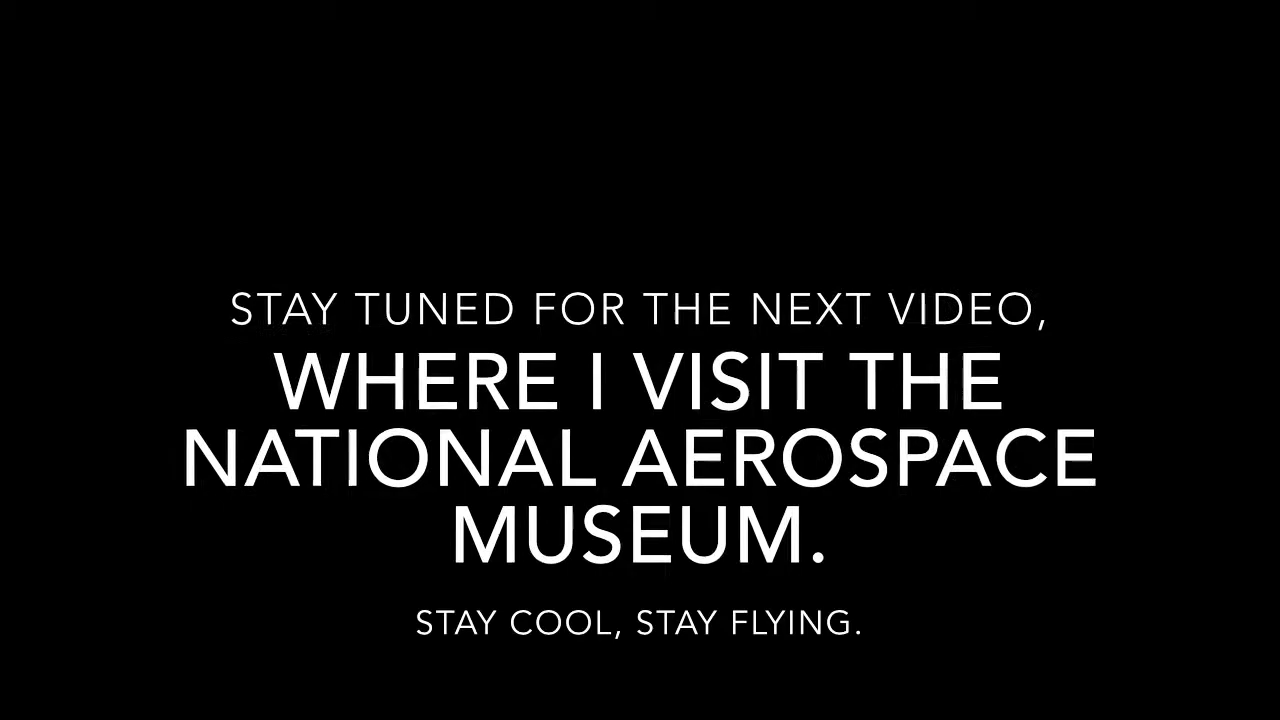 STAY TUNED FOR THE NEXT VIDEO,
WHERE I VISIT THE
NATIONAL AEROSPACE
MUSEUM.
STAY COOL, STAY FLYING.